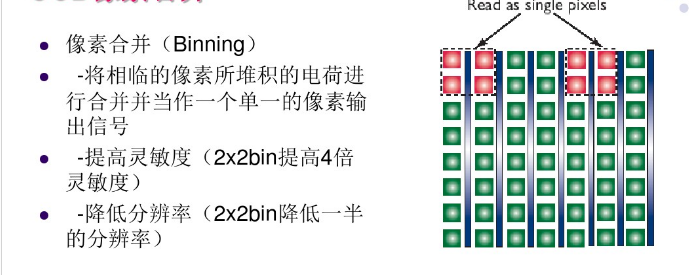 Read as single pixels
像素合并（Binning）
-将相临的像素所堆积的电荷进
行合并并当作一个单一的像素输
出信号
-提高灵敏度（2x2bin提高4倍
灵敏度）
-降低分辨率（2x2bin降低一半
的分辨率）